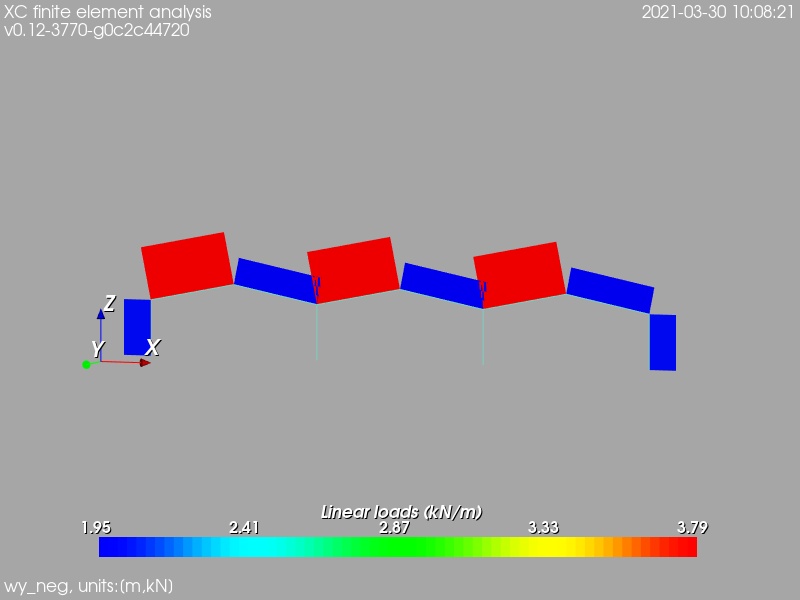 XC finite element analysis
2021-03-30 10:08:21
v0.12-3770-g0c2c44720
Z
Y
X
Linear loads (kN/m)
1.95 2.41 2.87 3.33 3.79
wy_neg, units:[m,kN]